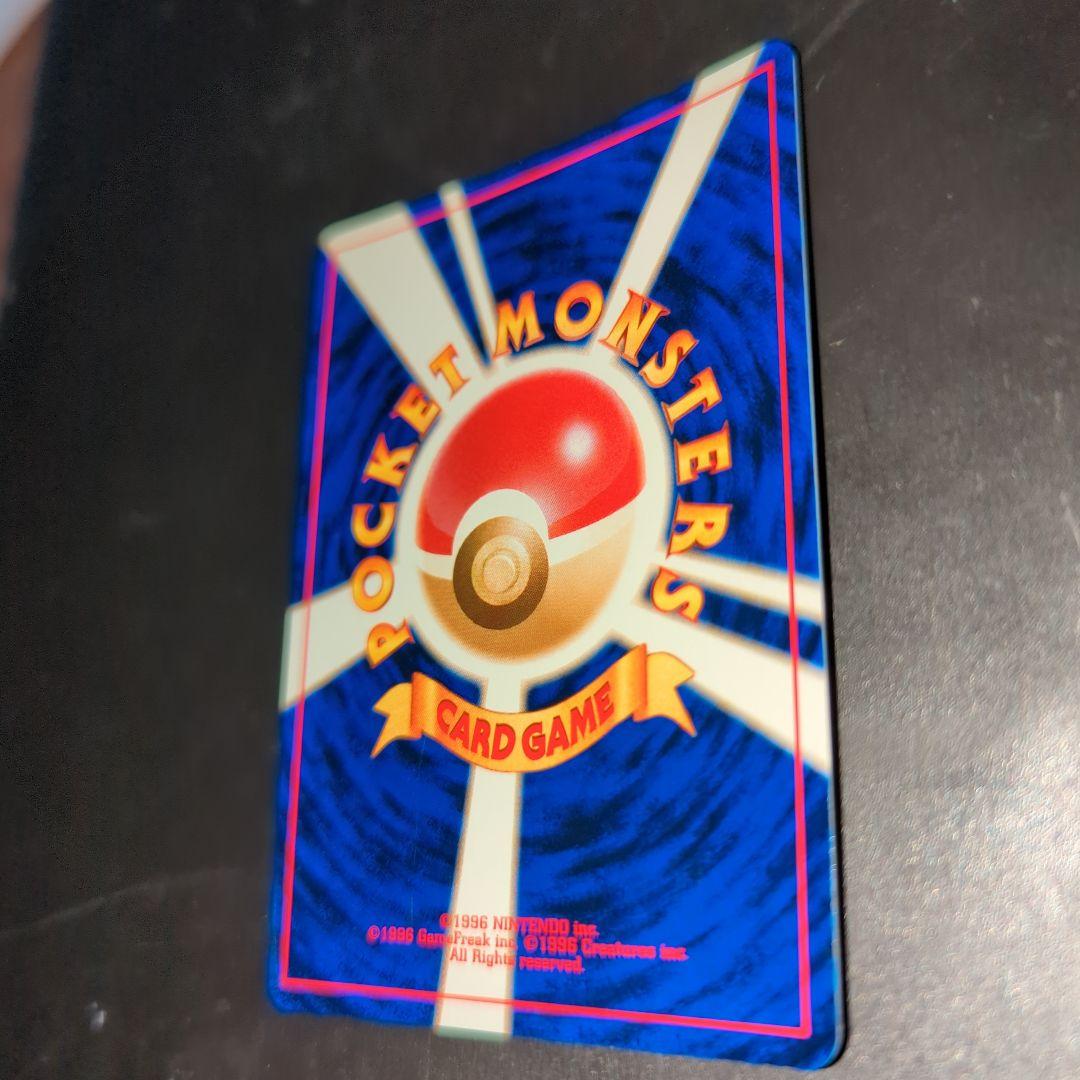 POCKET MONSTERS
CARD GAME
©1996 NINTENDO inc.
©1996 GameFreak inc. ©1996 Creatures inc.
All Rights reserved.